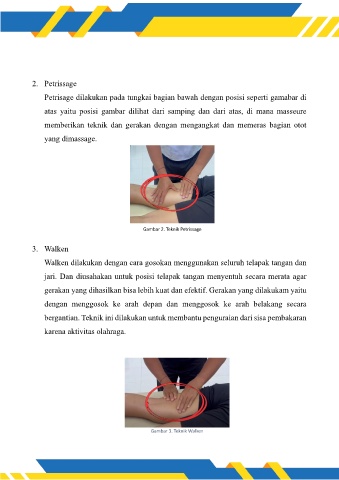 2. Petrissage
Petrisage dilakukan pada tungkai bagian bawah dengan posisi seperti gamabar di
atas yaitu posisi gambar dilihat dari samping dan dari atas, di mana masseure
memberikan teknik dan gerakan dengan mengangkat dan memeras bagian otot
yang dimassage.
Gambar 2. Teknik Petrissage
3. Walken
Walken dilakukan dengan cara gosokan menggunakan seluruh telapak tangan dan
jari. Dan diusahakan untuk posisi telapak tangan menyentuh secara merata agar
gerakan yang dihasilkan bisa lebih kuat dan efektif. Gerakan yang dilakukam yaitu
dengan menggosok ke arah depan dan menggosok ke arah belakang secara
bergantian. Teknik ini dilakukan untuk membantu penguraian dari sisa pembakaran
karena aktivitas olahraga.
Gambar 3. Teknik Walken